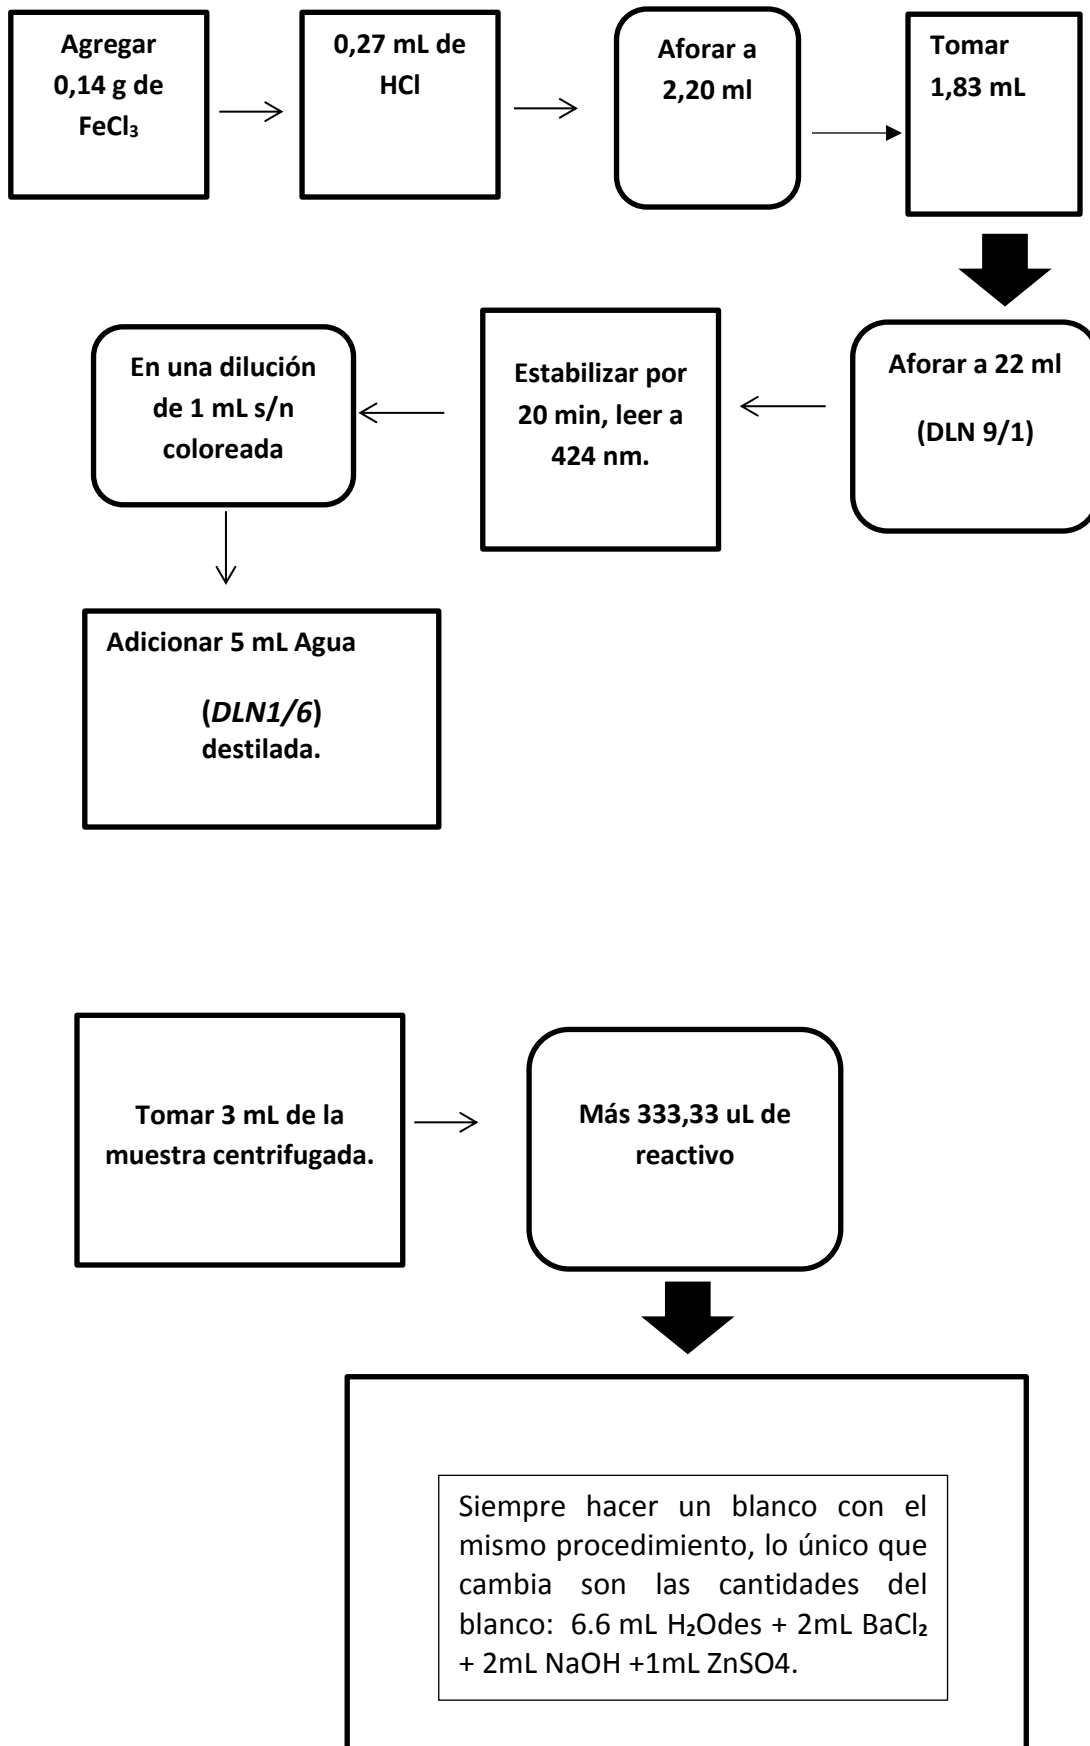 Agregar
0,14 g de
FeCl₃
0,27 mL de
HCl
Aforar a
2,20 ml
Tomar
1,83 mL
Aforar a 22 ml
(DLN 9/1)
Estabilizar por
20 min, leer a
424 nm.
En una dilución
de 1 mL s/n
coloreada
Adicionar 5 mL Agua
(DLN1/6)
destilada.
Tomar 3 mL de la
muestra centrifugada.
Más 333,33 uL de
reactivo
Siempre hacer un blanco con el
mismo procedimiento, lo único que
cambia son las cantidades del
blanco: 6.6 mL H₂Odes + 2mL BaCl₂
+ 2mL NaOH +1mL ZnSO4.